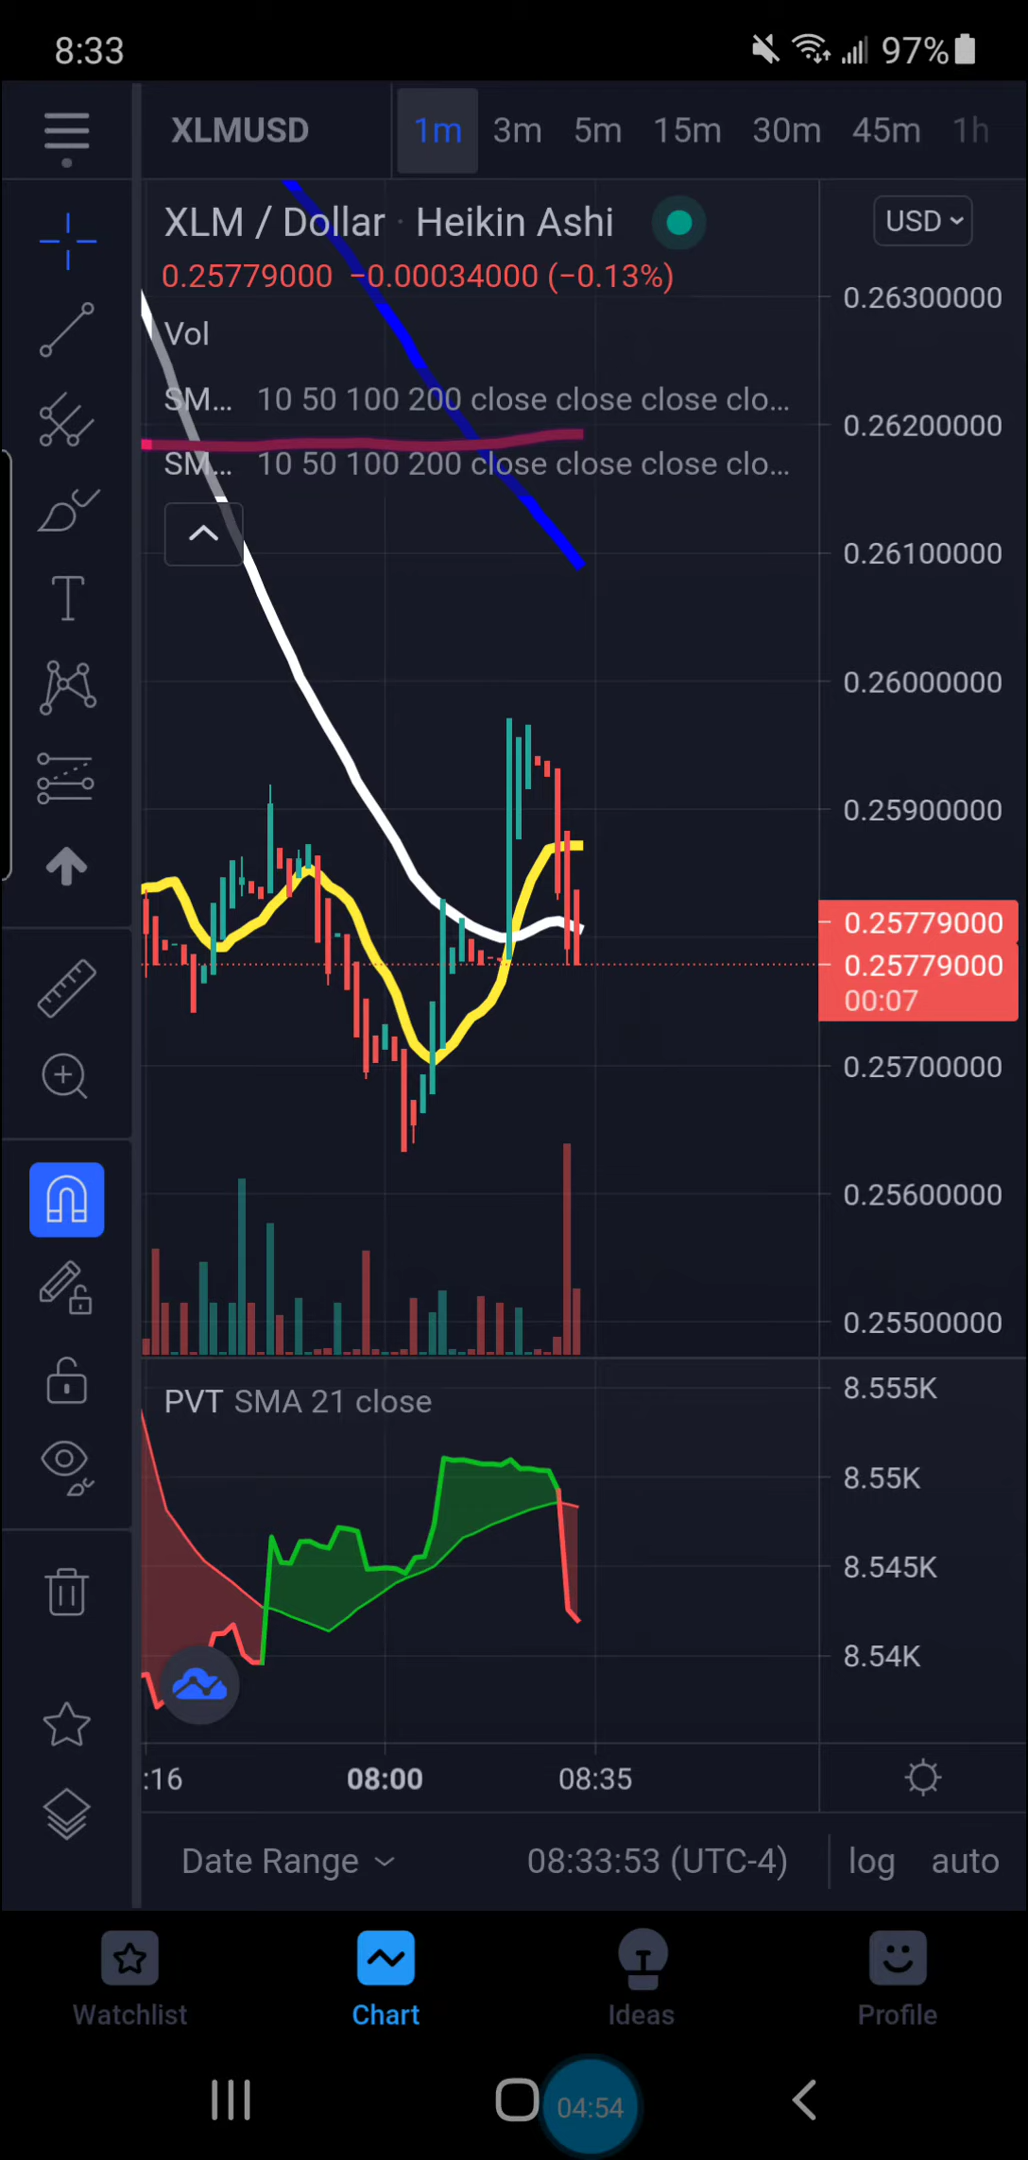 8:33
97%
XLMUSD
1m 3m 5m 15m 30m 45m 1h
XLM / Dollar · Heikin Ashi
USD
0.25779000 −0.00034000 (−0.13%)
0.26300000
Vol
SM... 10 50 100 200 close close close clo...
0.26200000
SM... 10 50 100 200 close close close clo...
0.26100000
0.26000000
0.25900000
0.25779000
0.25779000
00:07
0.25700000
0.25600000
0.25500000
PVT SMA 21 close
8.555K
8.55K
8.545K
8.54K
:16 08:00 08:35
Date Range 08:33:53 (UTC-4) log auto
Watchlist Chart Ideas Profile
04:54